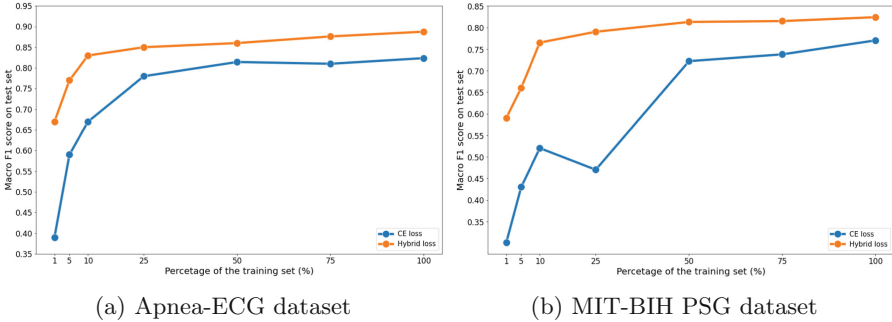 0.95
0.90
0.85
0.80
0.75
0.70
0.65
0.60
0.55
0.50
0.45
0.40
0.35
Macro F1 score on test set
1 5 10 25 50 75 100
Percetage of the training set (%)
CE loss
Hybrid loss
(a) Apnea-ECG dataset
0.85
0.80
0.75
0.70
0.65
0.60
0.55
0.50
0.45
0.40
0.35
Macro F1 score on test set
1 5 10 25 50 75 100
Percetage of the training set (%)
CE loss
Hybrid loss
(b) MIT-BIH PSG dataset